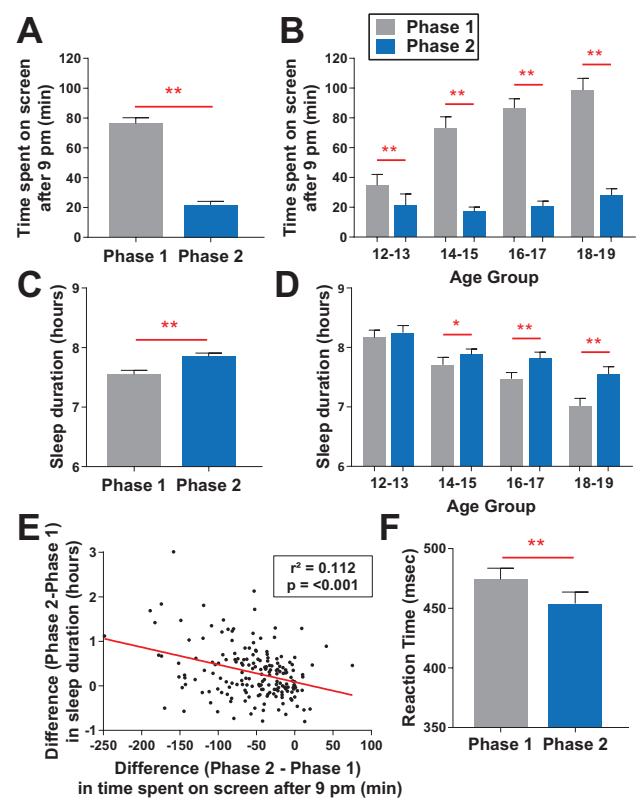 A
Time spent on screen
after 9 pm (min)
120
100
80
60
40
20
0
**
Phase 1 Phase 2
B
Phase 1
Phase 2
Time spent on screen
after 9 pm (min)
120
100
80
60
40
20
0
**
**
**
**
12-13 14-15 16-17 18-19
Age Group
C
Sleep duration (hours)
9
8
7
6
**
Phase 1 Phase 2
D
Sleep duration (hours)
9
8
7
6
*
**
**
12-13 14-15 16-17 18-19
Age Group
E
Difference (Phase 2-Phase 1)
in sleep duration (hours)
3
2
1
0
-1
r² = 0.112
p = <0.001
-250 -200 -150 -100 -50 0 50 100
Difference (Phase 2 - Phase 1)
in time spent on screen after 9 pm (min)
F
Reaction Time (msec)
500
450
400
350
**
Phase 1 Phase 2